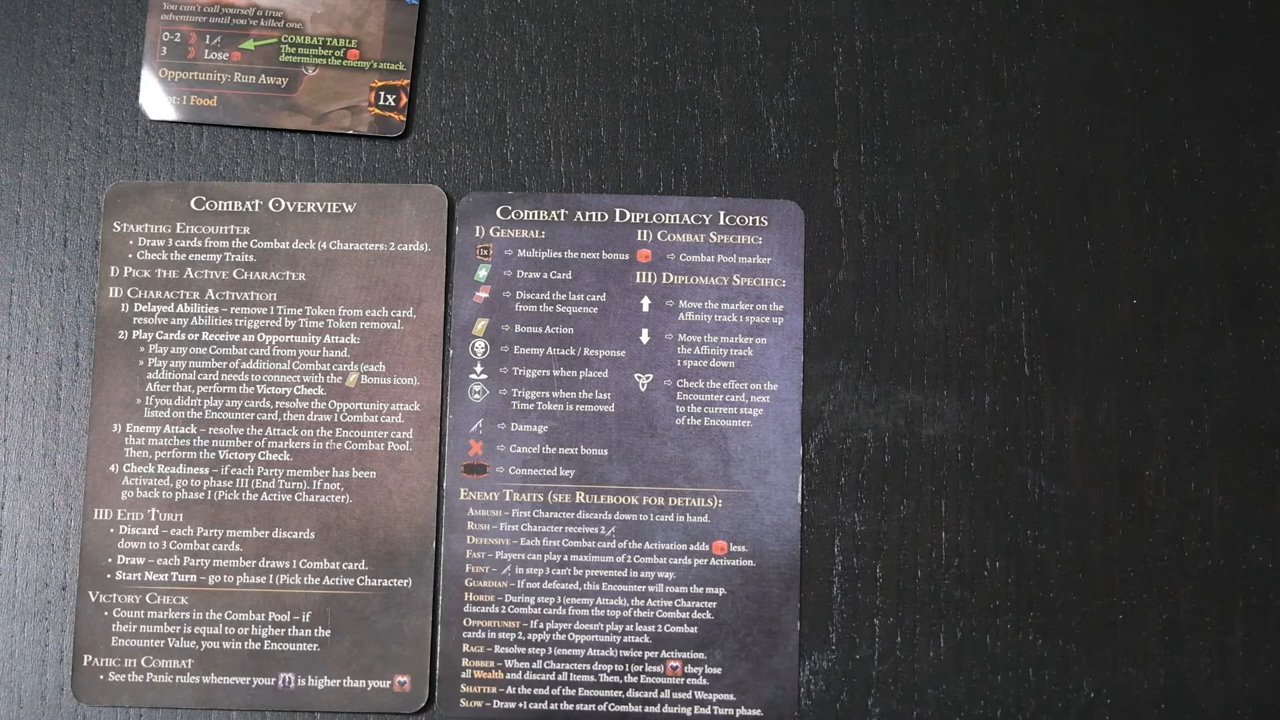 You can't call yourself a true
adventurer until you've killed one.
0-2 1
3 Lose
COMBAT TABLE
The number of
determines the enemy's attack.
Opportunity: Run Away
1 Food
1x
COMBAT OVERVIEW
STARTING ENCOUNTER
• Draw 3 cards from the Combat deck (4 Characters: 2 cards).
• Check the enemy Traits.
I) PICK THE ACTIVE CHARACTER
II) CHARACTER ACTIVATION
1) Delayed Abilities – remove 1 Time Token from each card,
resolve any Abilities triggered by Time Token removal.
2) Play Cards or Receive an Opportunity Attack:
» Play any one Combat card from your hand.
» Play any number of additional Combat cards (each
additional card needs to connect with the Bonus icon).
After that, perform the Victory Check.
» If you didn't play any cards, resolve the Opportunity attack
listed on the Encounter card, then draw 1 Combat card.
3) Enemy Attack – resolve the Attack on the Encounter card
that matches the number of markers in the Combat Pool.
Then, perform the Victory Check.
4) Check Readiness – if each Party member has been
Activated, go to phase III (End Turn). If not,
go back to phase I (Pick the Active Character).
III) END TURN
• Discard – each Party member discards
down to 3 Combat cards.
• Draw – each Party member draws 1 Combat card.
• Start Next Turn – go to phase I (Pick the Active Character)
VICTORY CHECK
• Count markers in the Combat Pool – if
their number is equal to or higher than the
Encounter Value, you win the Encounter.
PANIC IN COMBAT
• See the Panic rules whenever your is higher than your
COMBAT AND DIPLOMACY ICONS
I) GENERAL:
1x ⇨ Multiplies the next bonus
⇨ Draw a Card
⇨ Discard the last card
from the Sequence
⇨ Bonus Action
⇨ Enemy Attack / Response
⇨ Triggers when placed
⇨ Triggers when the last
Time Token is removed
⇨ Damage
⇨ Cancel the next bonus
⇨ Connected key
II) COMBAT SPECIFIC:
⇨ Combat Pool marker
III) DIPLOMACY SPECIFIC:
⇨ Move the marker on the
Affinity track 1 space up
⇨ Move the marker on
the Affinity track
1 space down
⇨ Check the effect on the
Encounter card, next
to the current stage
of the Encounter.
ENEMY TRAITS (SEE RULEBOOK FOR DETAILS):
AMBUSH – First Character discards down to 1 card in hand.
RUSH – First Character receives 2
DEFENSIVE – Each first Combat card of the Activation adds less.
FAST – Players can play a maximum of 2 Combat cards per Activation.
FEINT – in step 3 can't be prevented in any way.
GUARDIAN – If not defeated, this Encounter will roam the map.
HORDE – During step 3 (enemy Attack), the Active Character
discards 2 Combat cards from the top of their Combat deck.
OPPORTUNIST – If a player doesn't play at least 2 Combat
cards in step 2, apply the Opportunity attack.
RAGE – Resolve step 3 (enemy Attack) twice per Activation.
ROBBER – When all Characters drop to 1 (or less) they lose
all Wealth and discard all Items. Then, the Encounter ends.
SHATTER – At the end of the Encounter, discard all used Weapons.
SLOW – Draw +1 card at the start of Combat and during End Turn phase.